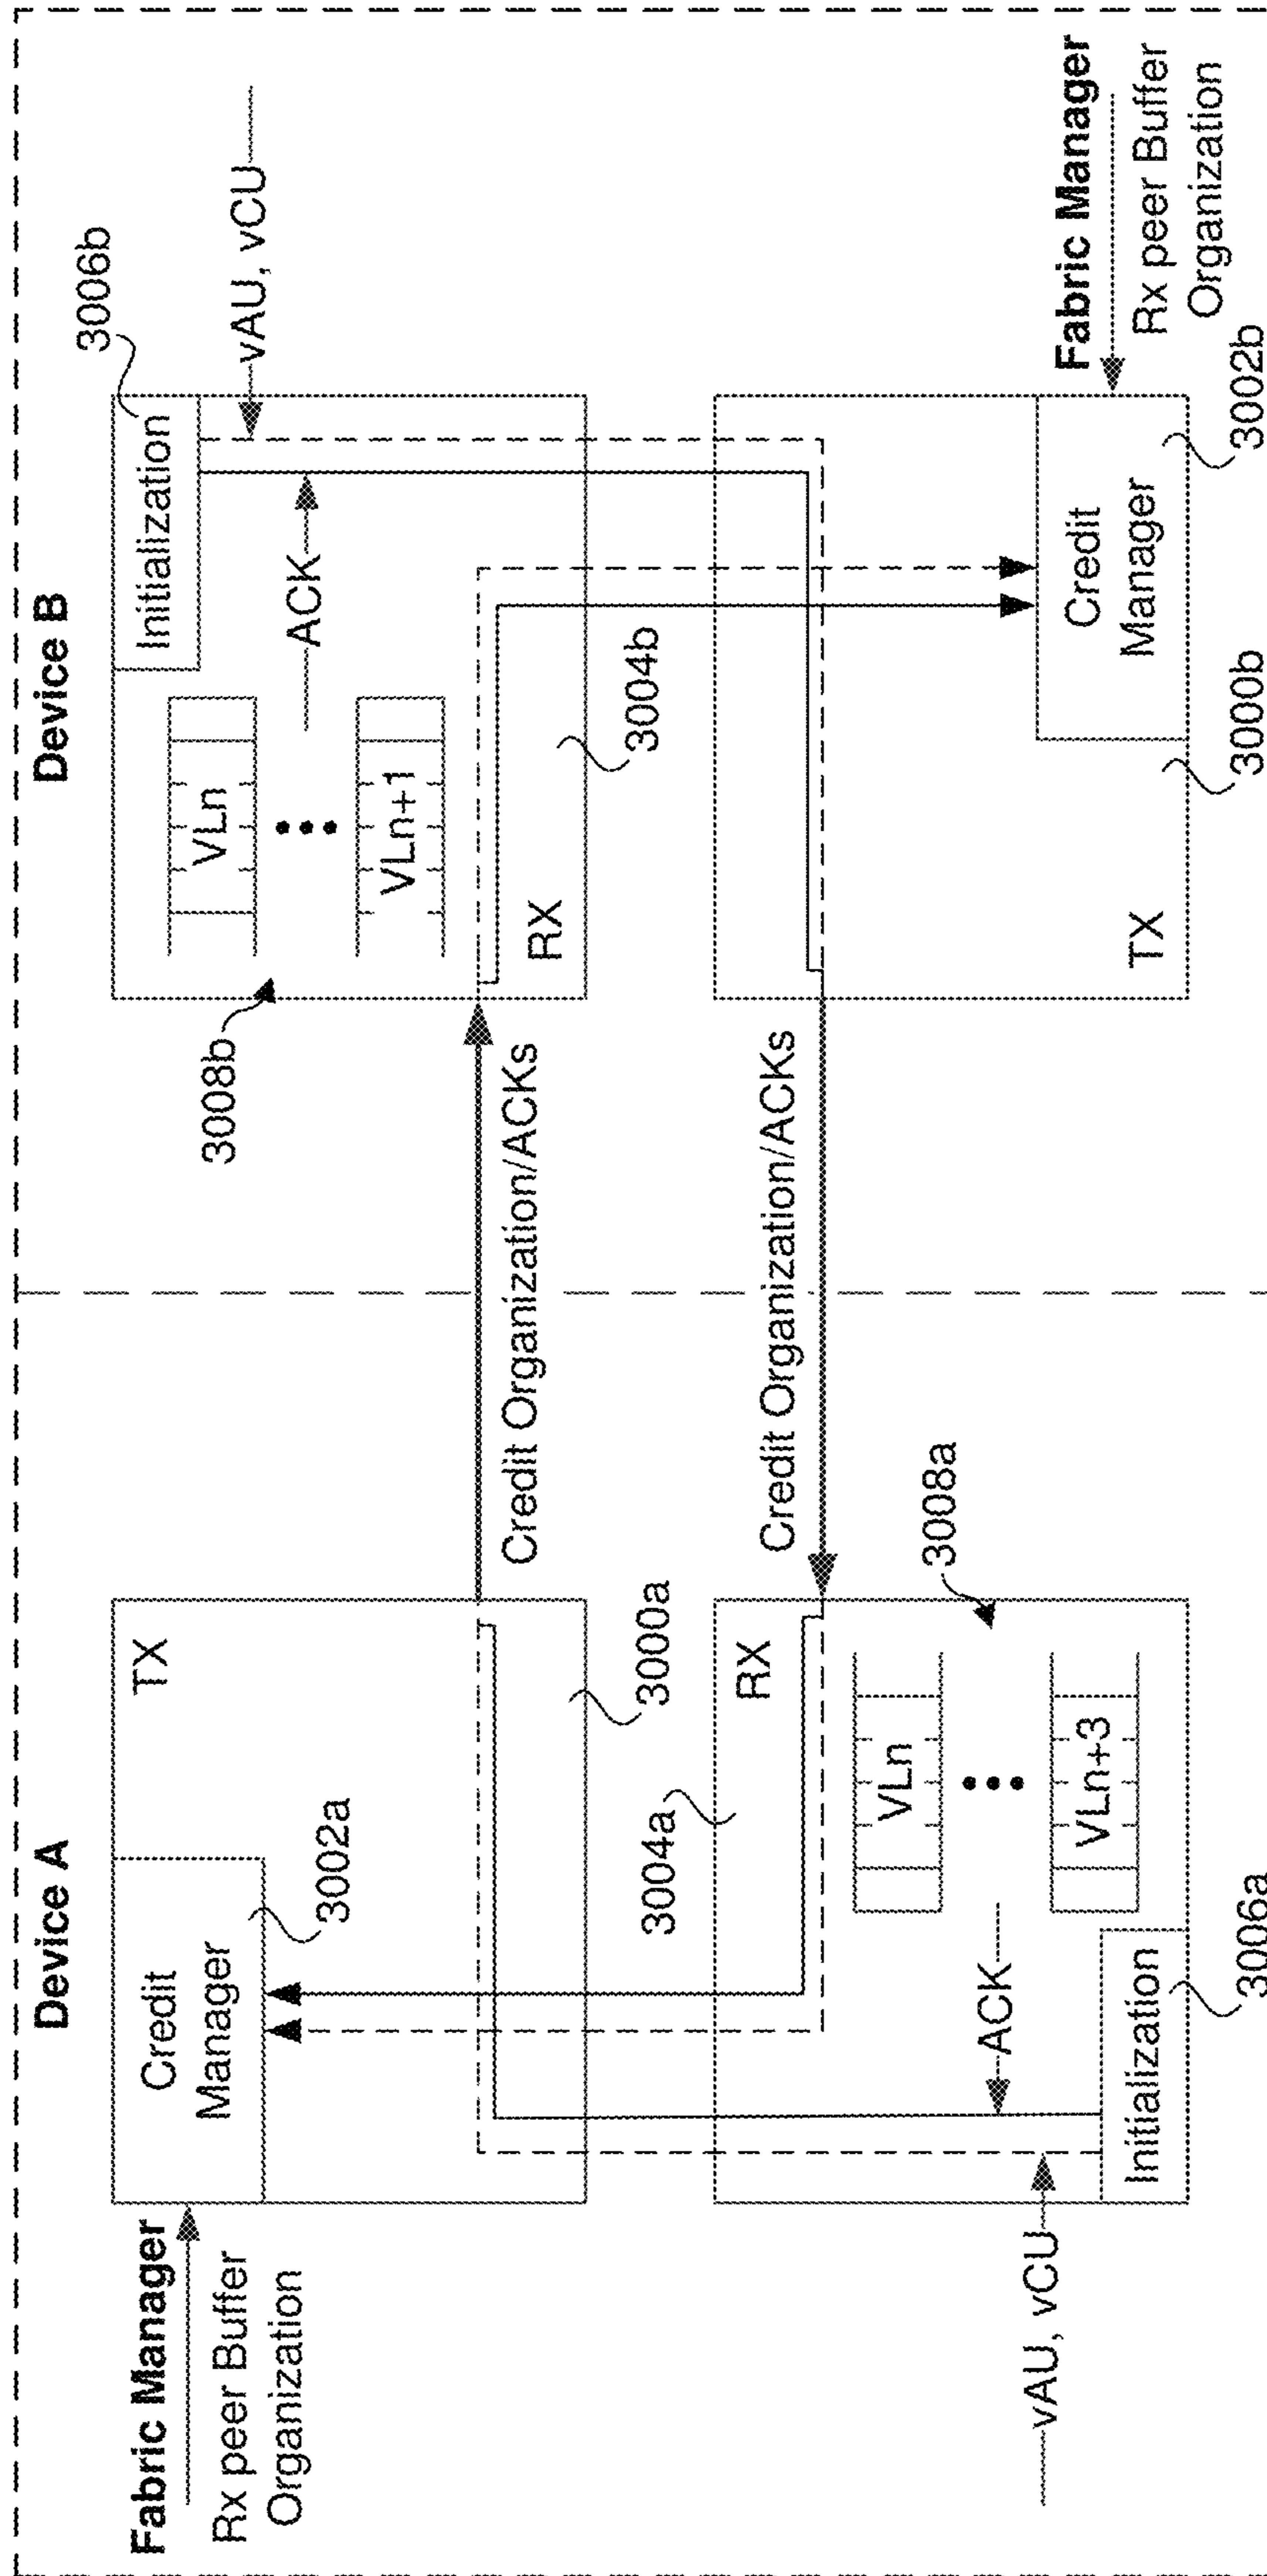 Device A
Device B
Fabric Manager
Rx peer Buffer
Organization
Credit
Manager
3002a
TX
3000a
Credit Organization/ACKs
3008b
VLn
VLn+1
RX
ACK
Initialization
3006b
vAU, vCU
3004b
3004a
RX
VLn
VLn+3
3008a
ACK
Initialization
3006a
vAU, vCU
Credit Organization/ACKs
TX
3000b
Credit
Manager
3002b
Fabric Manager
Rx peer Buffer
Organization